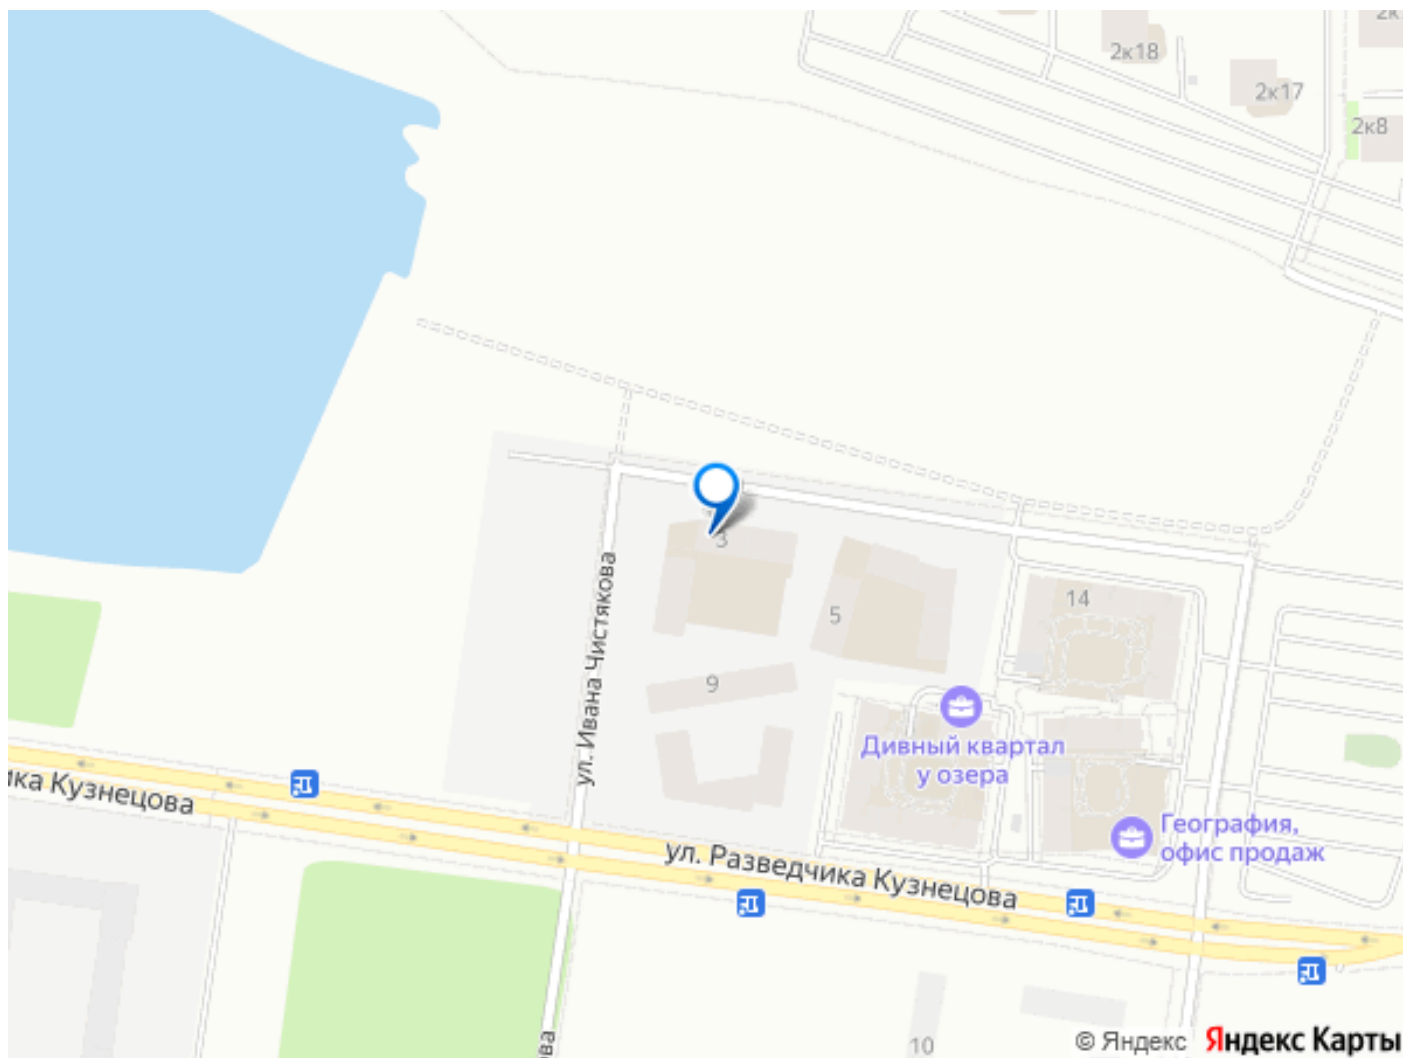 2к18
2к17
2к8
3
14
5
9
ул. Ивана Чистякова
Дивный квартал
у озера
География,
офис продаж
ул. Разведчика Кузнецова
Кузнецова
10
© Яндекс
Яндекс Карты